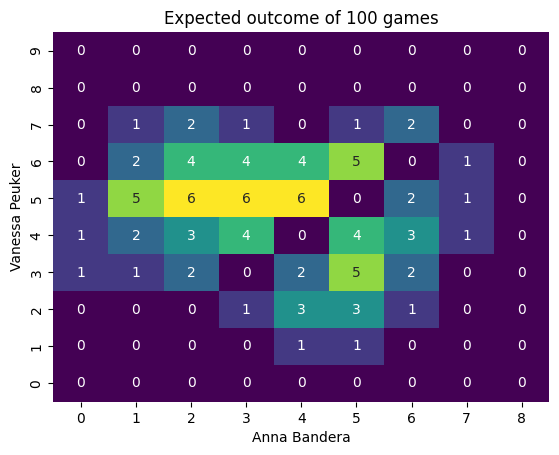 Expected outcome of 100 games
Vanessa Peuker
9 0 0 0 0 0 0 0 0 0
8 0 0 0 0 0 0 0 0 0
7 0 1 2 1 0 1 2 0 0
6 0 2 4 4 4 5 0 1 0
5 1 5 6 6 6 0 2 1 0
4 1 2 3 4 0 4 3 1 0
3 1 1 2 0 2 5 2 0 0
2 0 0 0 1 3 3 1 0 0
1 0 0 0 0 1 1 0 0 0
0 0 0 0 0 0 0 0 0 0
0 1 2 3 4 5 6 7 8
Anna Bandera